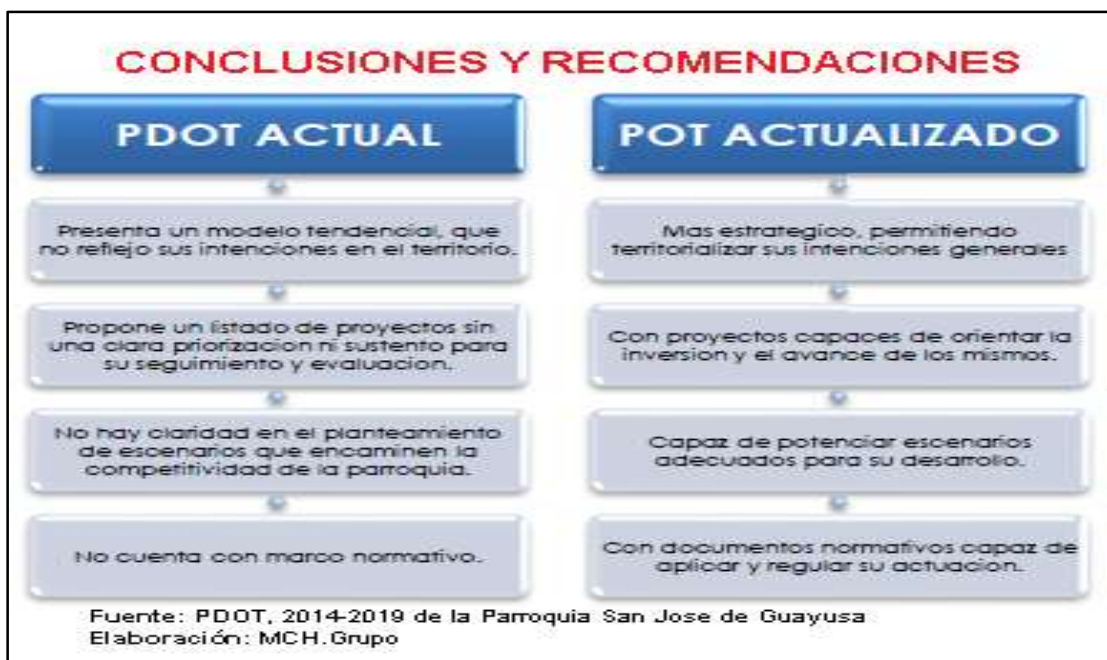 CONCLUSIONES Y RECOMENDACIONES
PDOT ACTUAL
Presenta un modelo tendencial, que
no reflejo sus intenciones en el territorio.
Propone un listado de proyectos sin
una clara priorizacion ni sustento para
su seguimiento y evaluacion.
No hay claridad en el planteamiento
de escenarios que encaminen la
competitividad de la parroquia.
No cuenta con marco normativo.
POT ACTUALIZADO
Mas estrategico, permitiendo
territorializar sus intenciones generales
Con proyectos capaces de orientar la
inversion y el avance de los mismos.
Capaz de potenciar escenarios
adecuados para su desarrollo.
Con documentos normativos capaz de
aplicar y regular su actuacion.
Fuente: PDOT, 2014-2019 de la Parroquia San Jose de Guayusa
Elaboración: MCH.Grupo